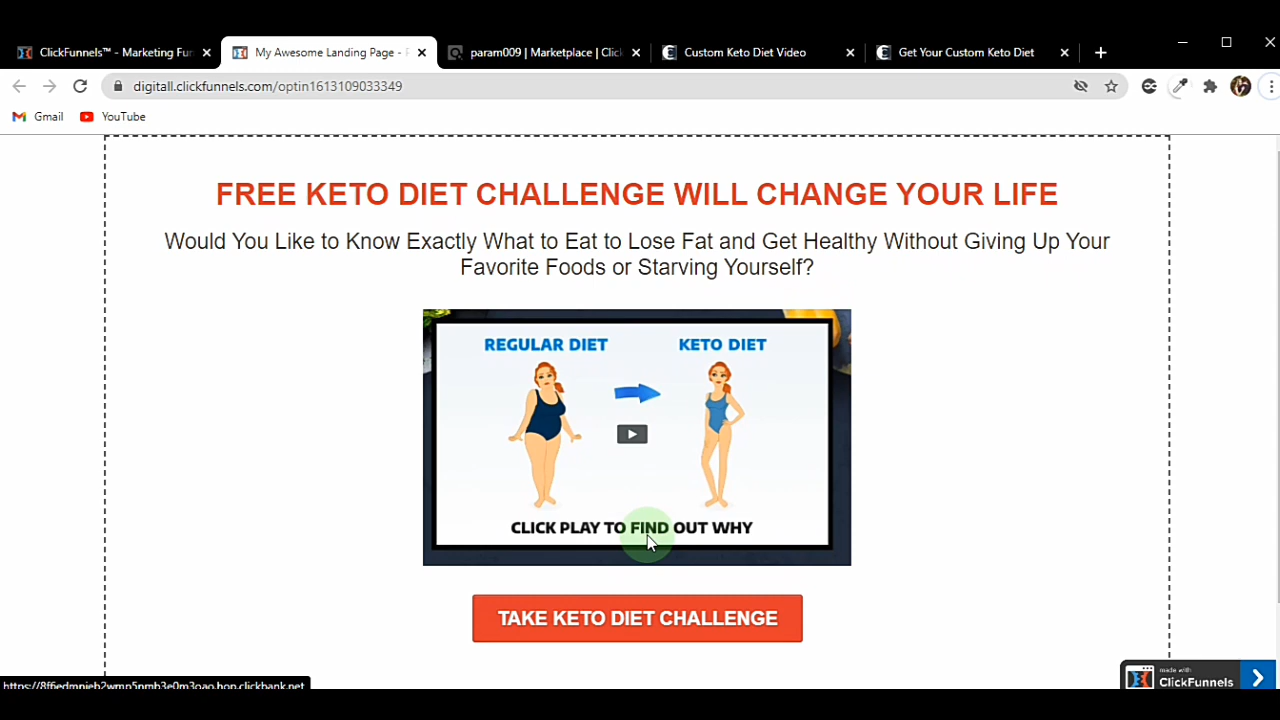 ClickFunnels™ - Marketing Fun
My Awesome Landing Page -
param009 | Marketplace | Click
Custom Keto Diet Video
Get Your Custom Keto Diet
digitall.clickfunnels.com/optin1613109033349
Gmail
YouTube
FREE KETO DIET CHALLENGE WILL CHANGE YOUR LIFE
Would You Like to Know Exactly What to Eat to Lose Fat and Get Healthy Without Giving Up Your
Favorite Foods or Starving Yourself?
REGULAR DIET
KETO DIET
CLICK PLAY TO FIND OUT WHY
TAKE KETO DIET CHALLENGE
made with
ClickFunnels